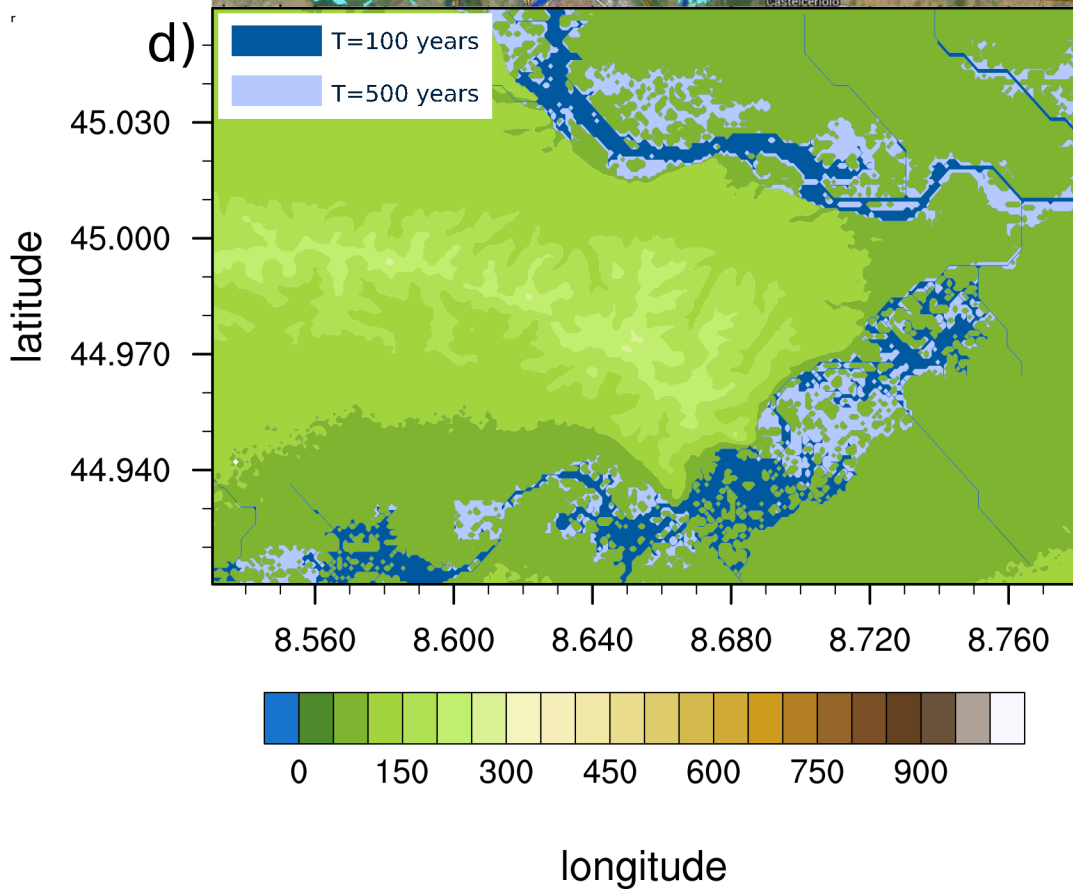 Castelceriolo
r
d)
T=100 years
T=500 years
45.030
45.000
44.970
44.940
latitude
8.560 8.600 8.640 8.680 8.720 8.760
0 150 300 450 600 750 900
longitude